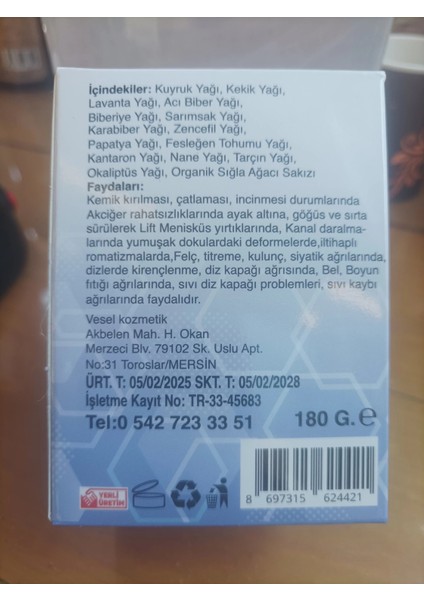 İçindekiler: Kuyruk Yağı, Kekik Yağı,
Lavanta Yağı, Acı Biber Yağı,
Biberiye Yağı, Sarımsak Yağı,
Karabiber Yağı, Zencefil Yağı,
Papatya Yağı, Fesleğen Tohumu Yağı,
Kantaron Yağı, Nane Yağı, Tarçın Yağı,
Okaliptüs Yağı, Organik Sığla Ağacı Sakızı
Faydaları:
Kemik kırılması, çatlaması, incinmesi durumlarında
Akciğer rahatsızlıklarında ayak altına, göğüs ve sırta
sürülerek Lift Menisküs yırtıklarında, Kanal daralma-
larında yumuşak dokulardaki deformelerde,iltihaplı
romatizmalarda,Felç, titreme, kulunç, siyatik ağrılarında,
dizlerde kireçlenme, diz kapağı ağrısında, Bel, Boyun
fıtığı ağrılarında, sıvı diz kapağı problemleri, sıvı kaybı
ağrılarında faydalıdır.
Vesel kozmetik
Akbelen Mah. H. Okan
Merzeci Blv. 79102 Sk. Uslu Apt.
No:31 Toroslar/MERSİN
ÜRT. T: 05/02/2025 SKT. T: 05/02/2028
İşletme Kayıt No: TR-33-45683
Tel:0 542 723 33 51
180 G.e
YERLİ
ÜRETİM
8 697315 624421